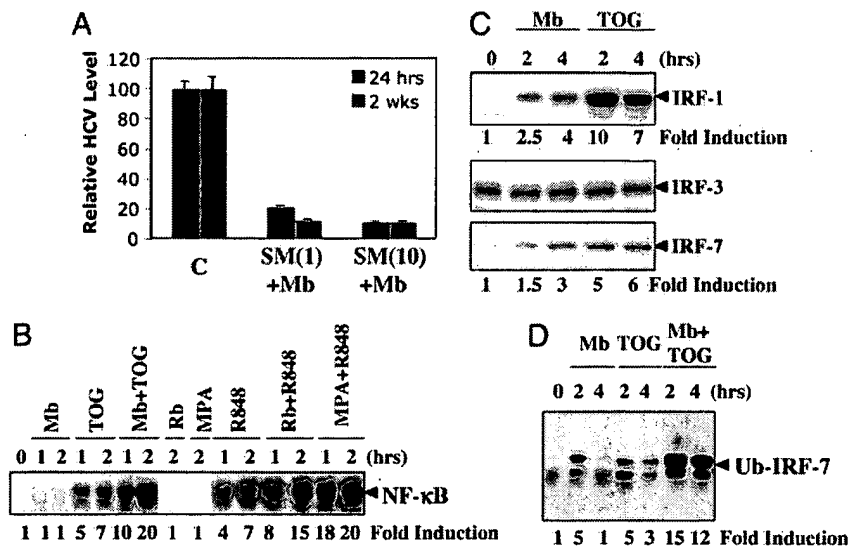 A
Relative HCV Level
120
100
80
60
40
20
0
24 hrs
2 wks
C
SM(1)
+Mb
SM(10)
+Mb
B
Mb
TOG
Mb+TOG
Rb
MPA
R848
Rb+R848
MPA+R848
0 1 2 1 2 1 2 2 2 1 2 1 2 1 2 (hrs)
NF-κB
1 1 1 5 7 10 20 1 1 4 7 8 15 18 20 Fold Induction
C
Mb TOG
0 2 4 2 4 (hrs)
IRF-1
1 2.5 4 10 7 Fold Induction
IRF-3
IRF-7
1 1.5 3 5 6 Fold Induction
D
Mb+
Mb TOG TOG
0 2 4 2 4 2 4 (hrs)
Ub-IRF-7
1 5 1 5 3 15 12 Fold Induction